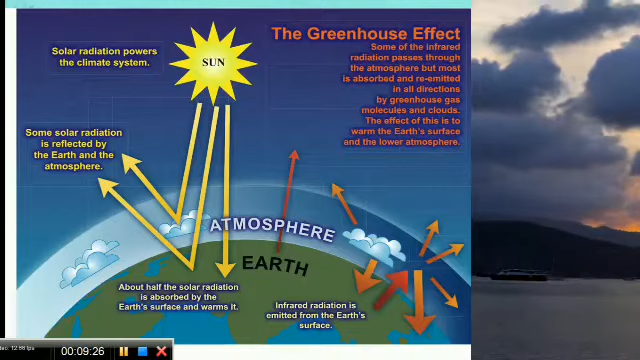 The Greenhouse Effect
Some of the infrared
radiation passes through
the atmosphere but most
is absorbed and re-emitted
in all directions
by greenhouse gas
molecules and clouds.
The effect of this is to
warm the Earth's surface
and the lower atmosphere.
Solar radiation powers
the climate system.
SUN
Some solar radiation
is reflected by
the Earth and the
atmosphere.
ATMOSPHERE
EARTH
About half the solar radiation
is absorbed by the
Earth's surface and warms it.
Infrared radiation is
emitted from the Earth's
surface.
fps
00:09:26